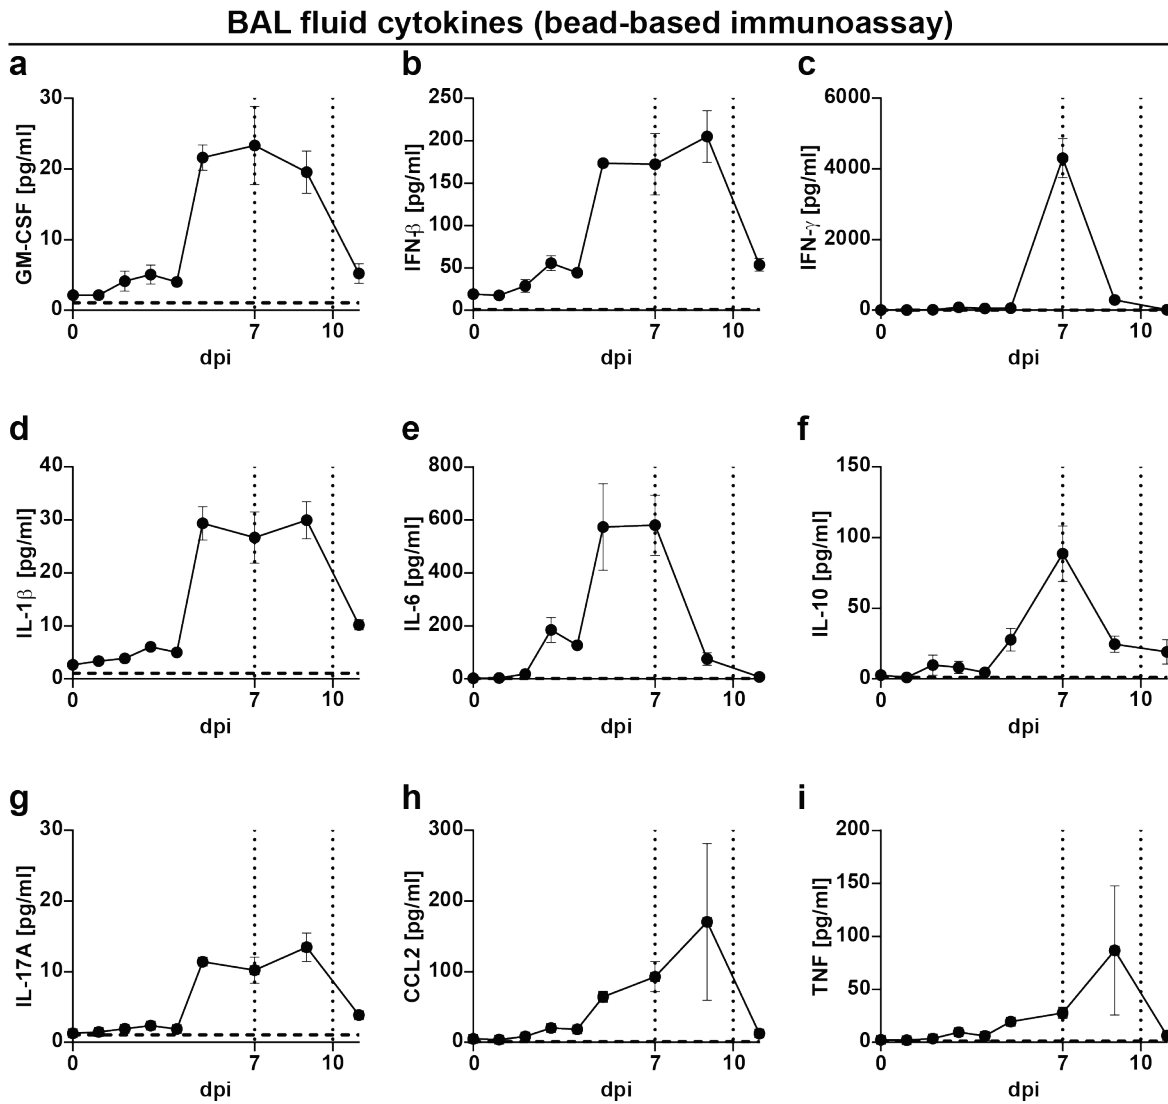 BAL fluid cytokines (bead-based immunoassay)
a
GM-CSF [pg/ml]
30
20
10
0
0 7 10
dpi
b
IFN-β [pg/ml]
250
200
150
100
50
0
0 7 10
dpi
c
IFN-γ [pg/ml]
6000
4000
2000
0
0 7 10
dpi
d
IL-1β [pg/ml]
40
30
20
10
0
0 7 10
dpi
e
IL-6 [pg/ml]
800
600
400
200
0
0 7 10
dpi
f
IL-10 [pg/ml]
150
100
50
0
0 7 10
dpi
g
IL-17A [pg/ml]
30
20
10
0
0 7 10
dpi
h
CCL2 [pg/ml]
300
200
100
0
0 7 10
dpi
i
TNF [pg/ml]
200
150
100
50
0
0 7 10
dpi